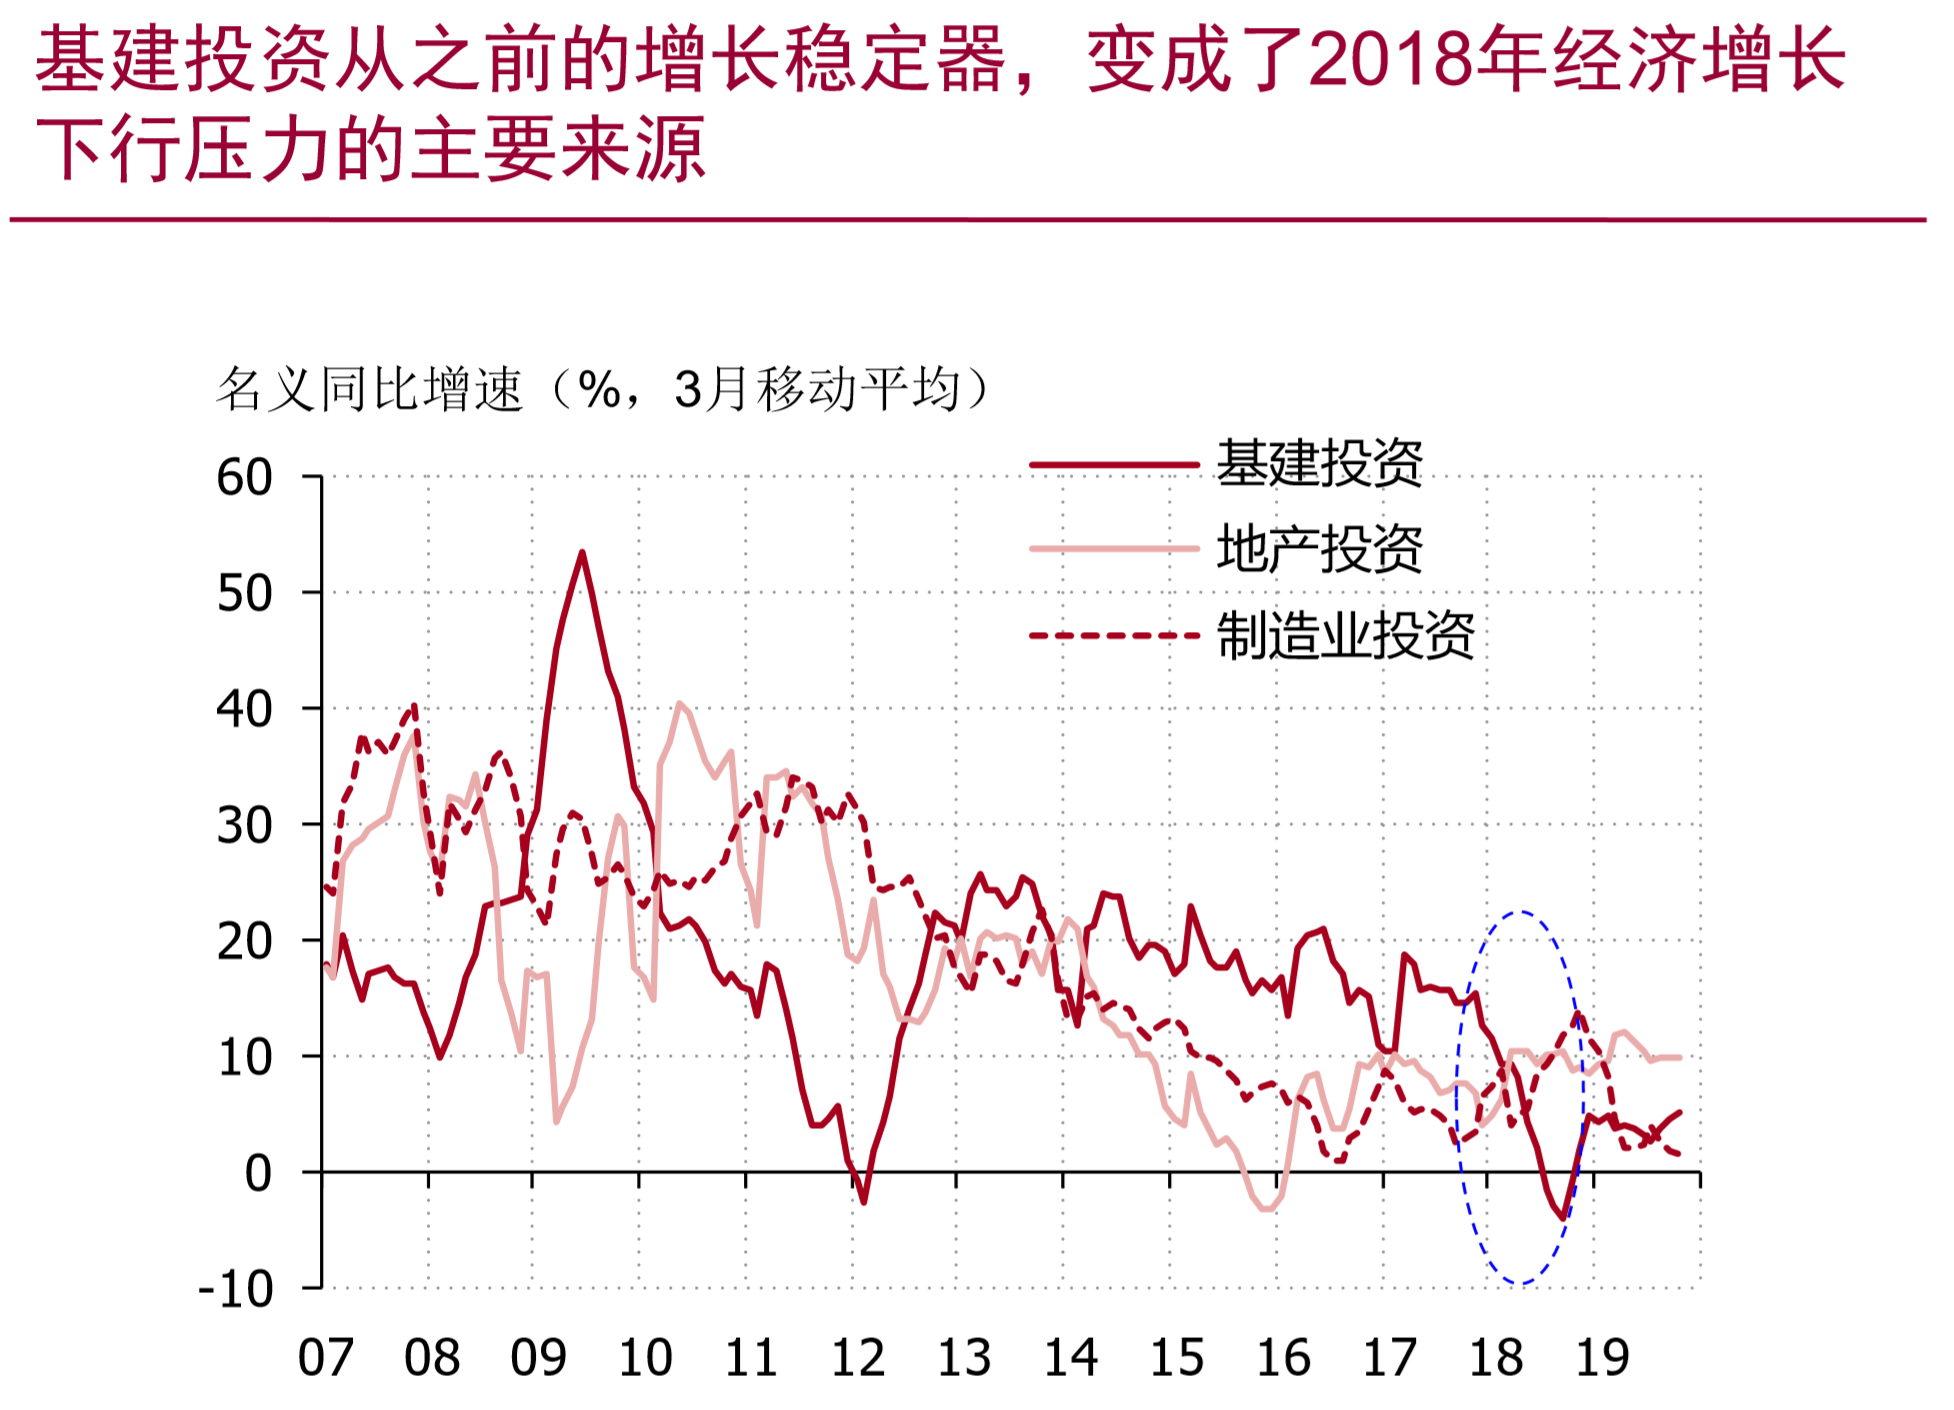 基建投资从之前的增长稳定器，变成了2018年经济增长
下行压力的主要来源
名义同比增速（%，3月移动平均）
基建投资
地产投资
制造业投资
60
50
40
30
20
10
0
-10
07 08 09 10 11 12 13 14 15 16 17 18 19